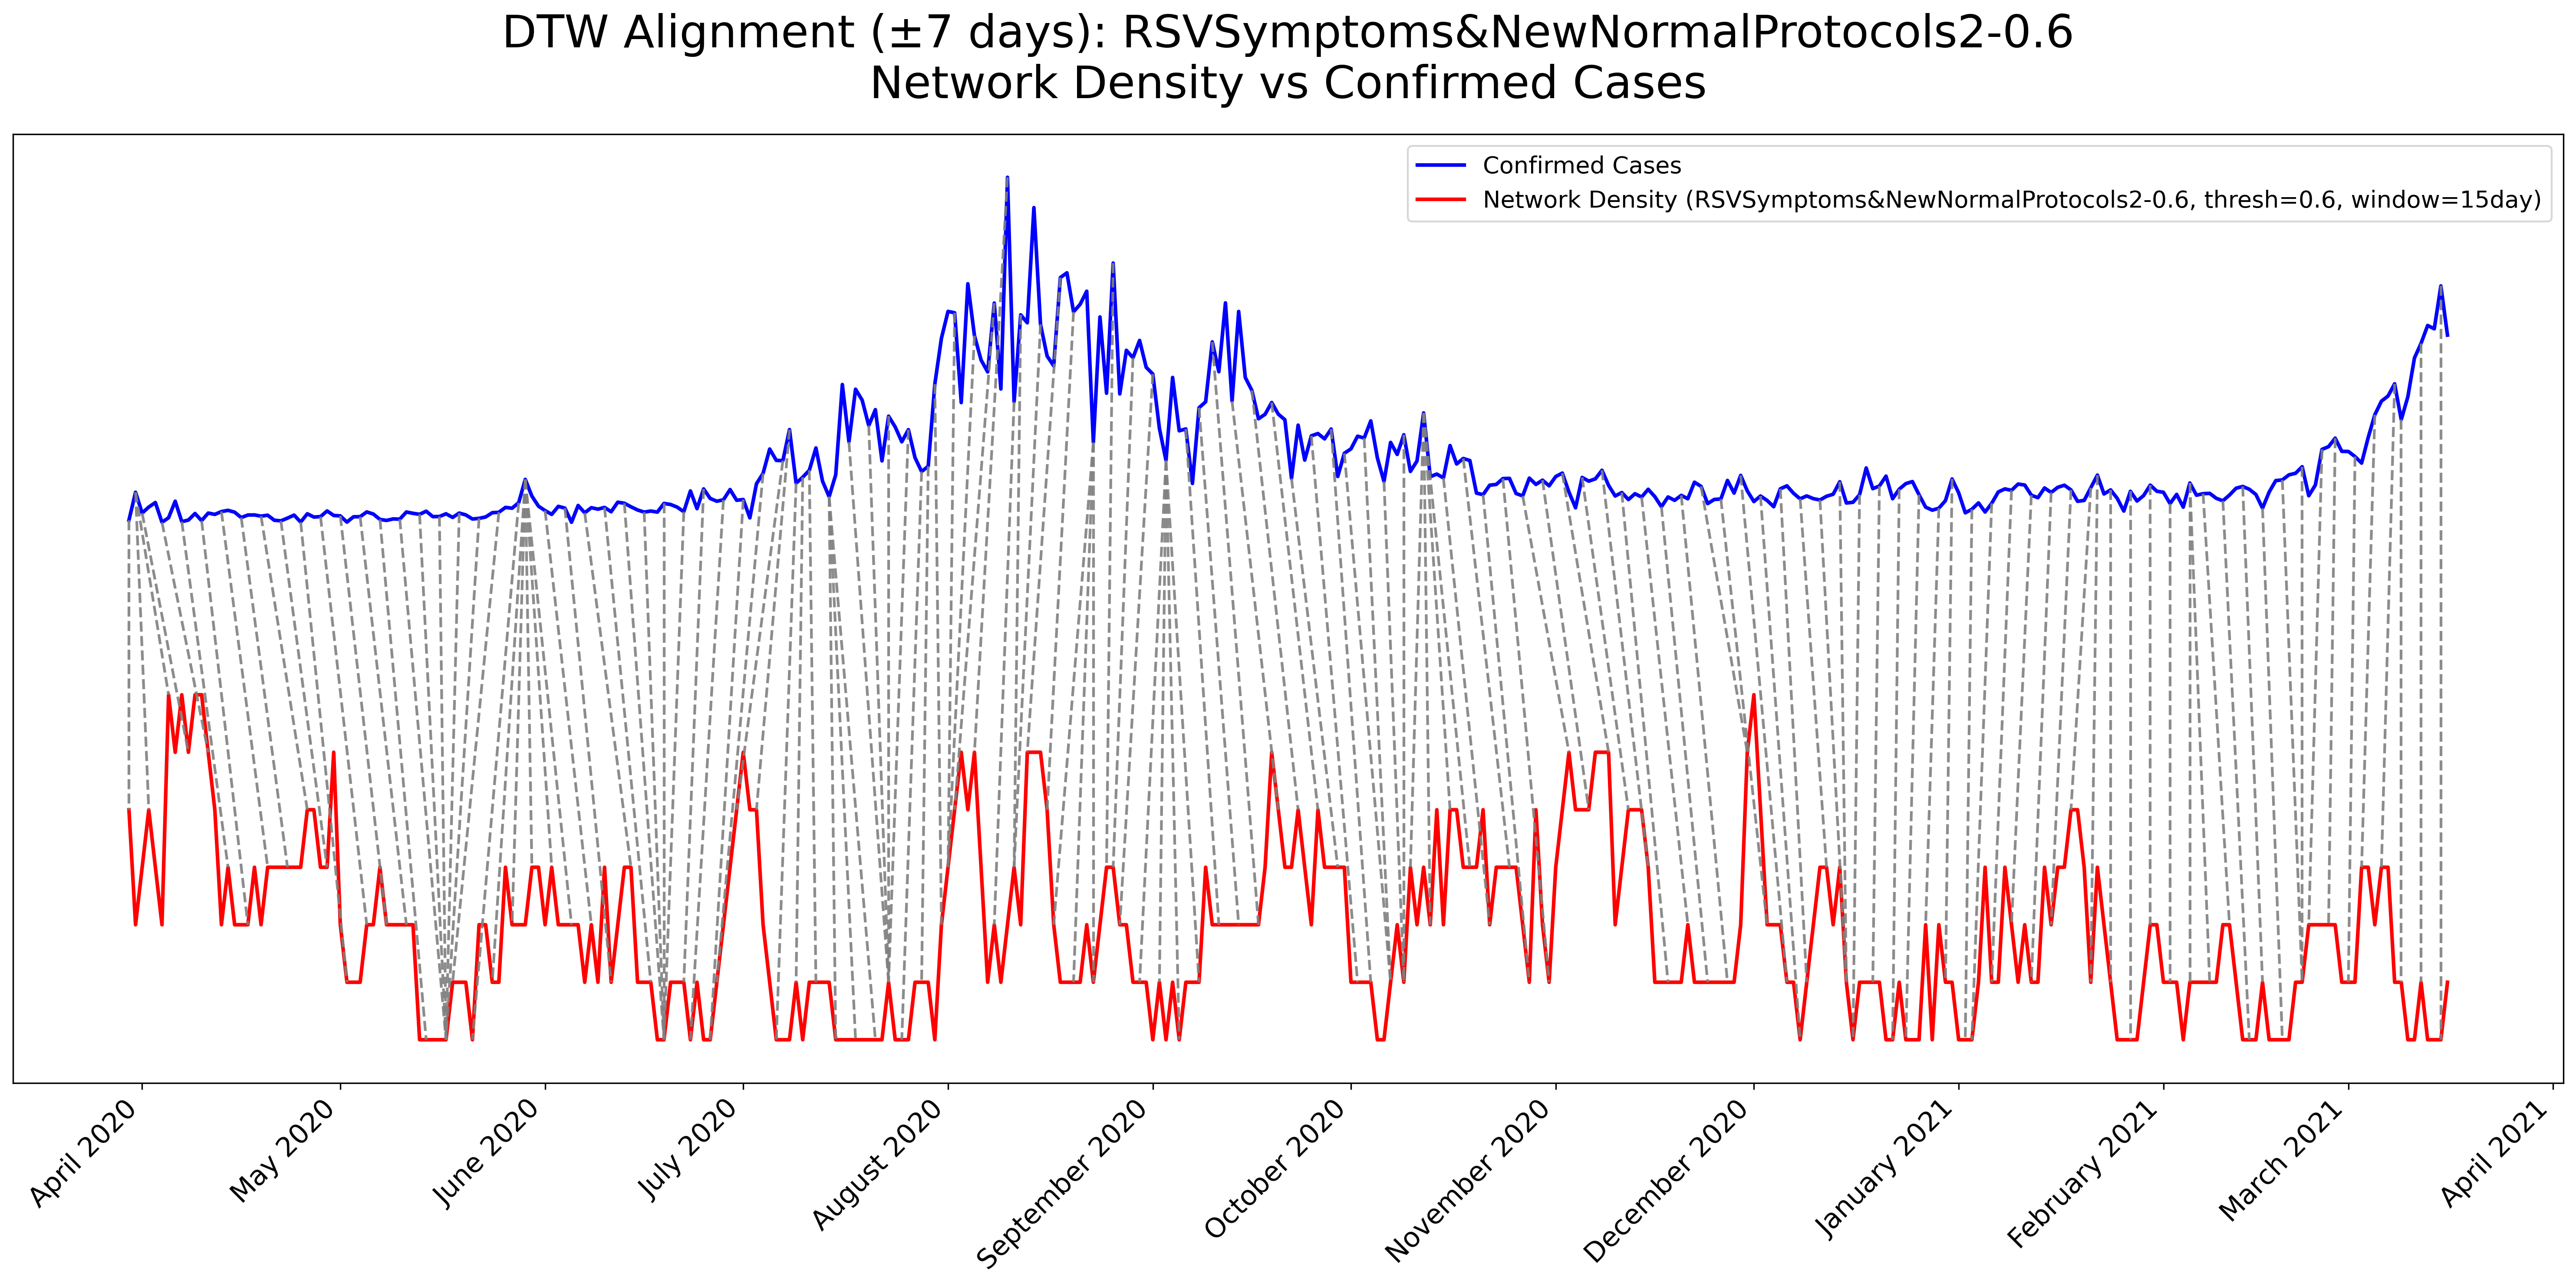 DTW Alignment (±7 days): RSVSymptoms&NewNormalProtocols2-0.6
Network Density vs Confirmed Cases
Confirmed Cases
Network Density (RSVSymptoms&NewNormalProtocols2-0.6, thresh=0.6, window=15day)
April 2020
May 2020
June 2020
July 2020
August 2020
September 2020
October 2020
November 2020
December 2020
January 2021
February 2021
March 2021
April 2021